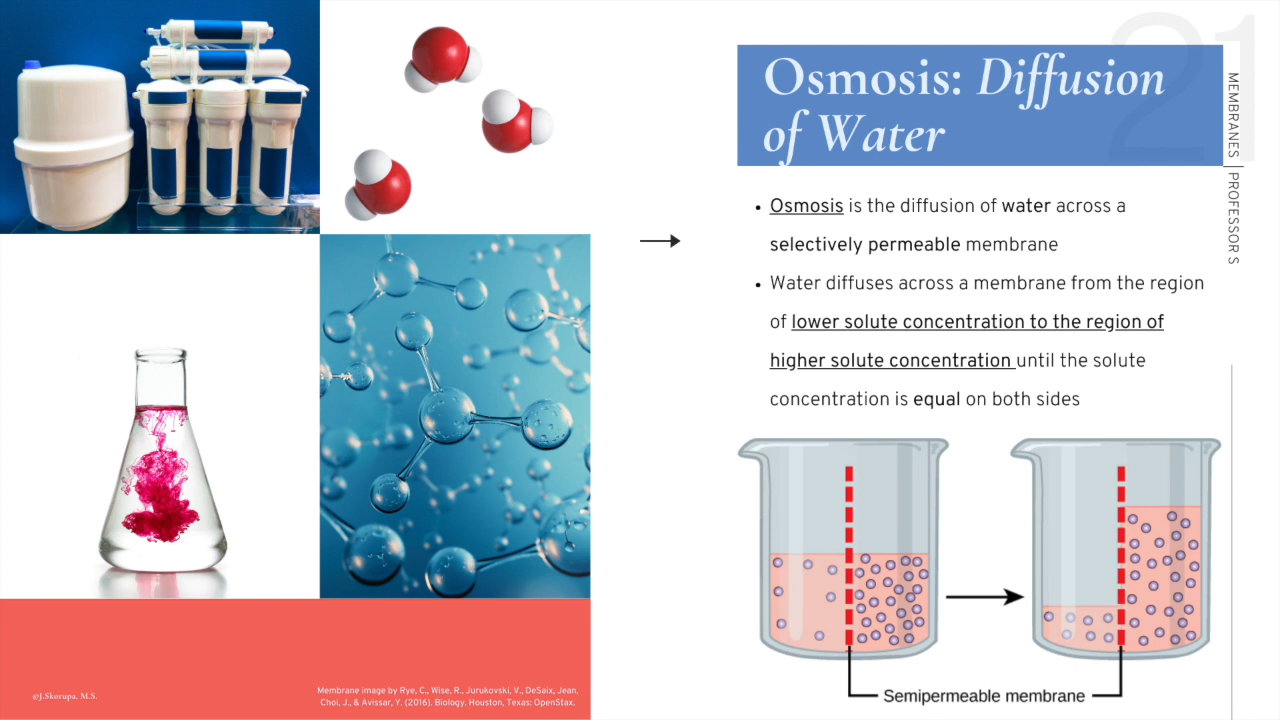 21
Osmosis: Diffusion
of Water
MEMBRANES | PROFESSORS
• Osmosis is the diffusion of water across a
selectively permeable membrane
• Water diffuses across a membrane from the region
of lower solute concentration to the region of
higher solute concentration until the solute
concentration is equal on both sides
Semipermeable membrane
©J.Skorupa, M.S.
Membrane image by Rye, C., Wise, R., Jurukovski, V., DeSaix, Jean,
Choi, J., & Avissar, Y. (2016). Biology. Houston, Texas: OpenStax.